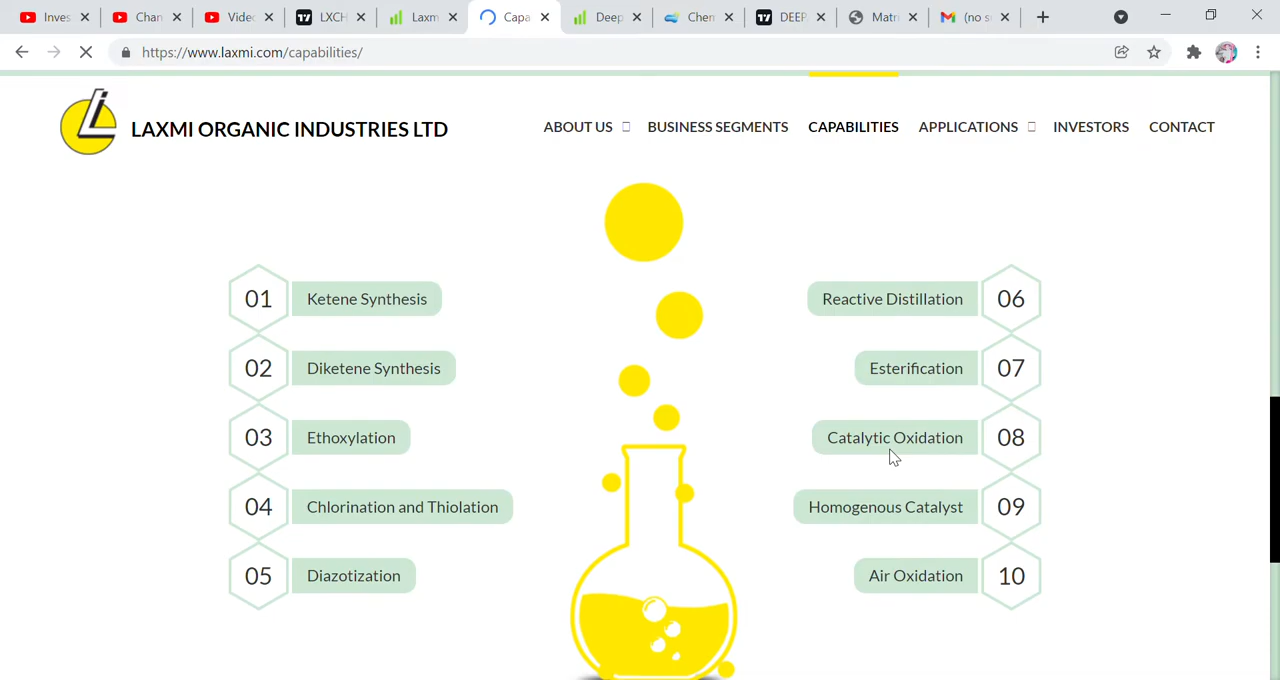 Inves
Chan
Vide
LXCH
Laxm
Capa
Deep
Chem
DEEP
Matri
(no s
https://www.laxmi.com/capabilities/
LAXMI ORGANIC INDUSTRIES LTD
ABOUT US
BUSINESS SEGMENTS
CAPABILITIES
APPLICATIONS
INVESTORS
CONTACT
01 Ketene Synthesis
02 Diketene Synthesis
03 Ethoxylation
04 Chlorination and Thiolation
05 Diazotization
Reactive Distillation 06
Esterification 07
Catalytic Oxidation 08
Homogenous Catalyst 09
Air Oxidation 10